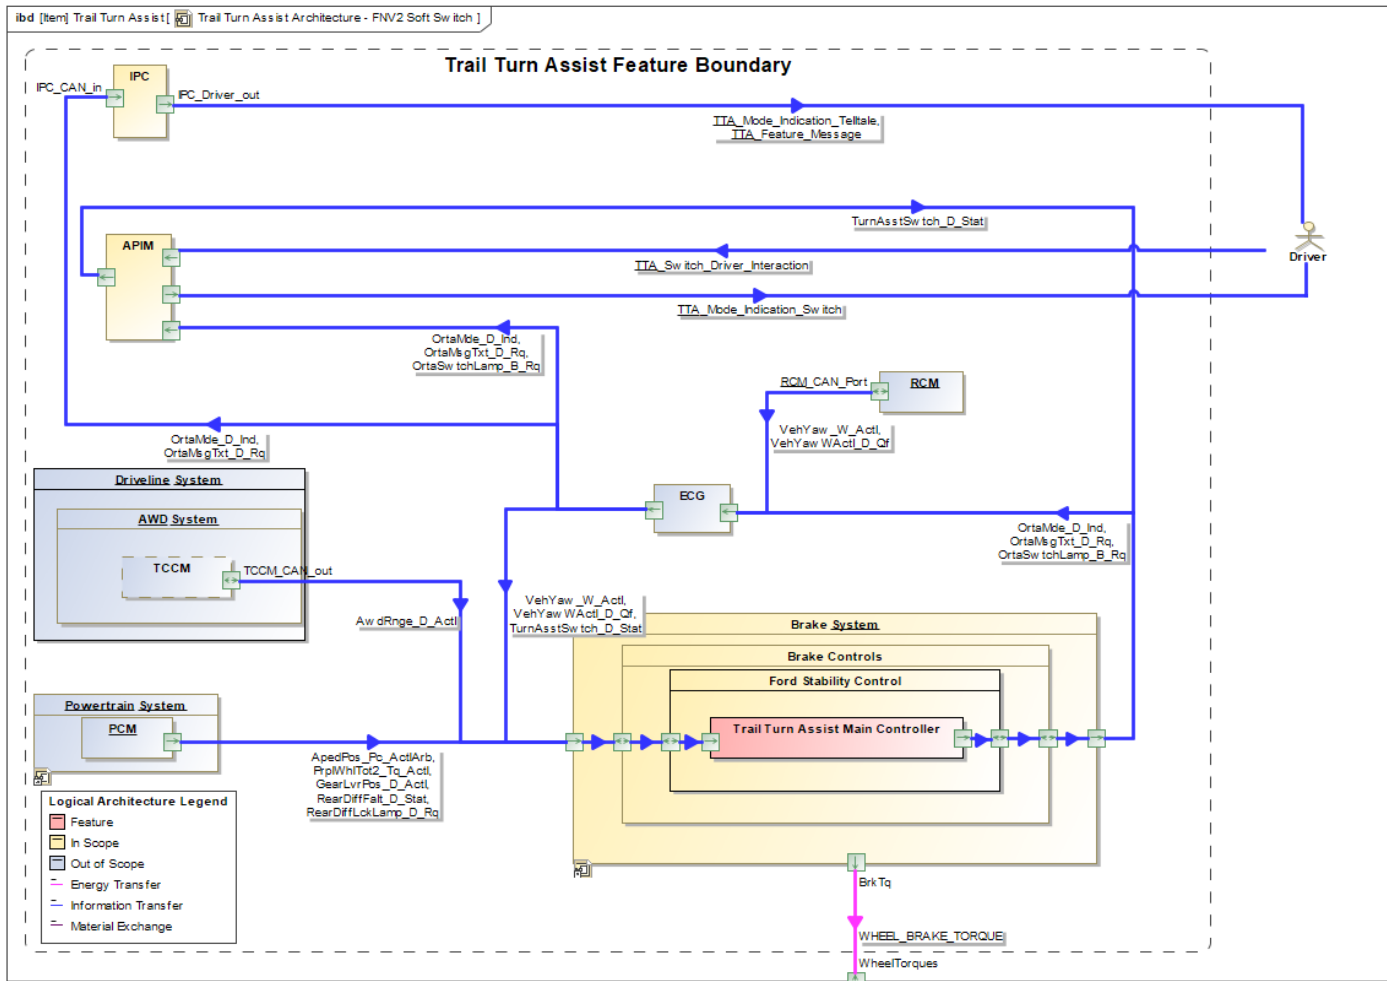 ibd [Item] Trail Turn Assist [ Trail Turn Assist Architecture - FNV2 Soft Switch ]
Trail Turn Assist Feature Boundary
IPC
IPC_CAN_in
IPC_Driver_out
TTA_Mode_Indication_Telltale,
TTA_Feature_Message
TurnAsstSwitch_D_Stat
APIM
TTA_Switch_Driver_Interaction
Driver
TTA_Mode_Indication_Switch
OrtaMde_D_Ind,
OrtaMsgTxt_D_Rq,
OrtaSwitchLamp_B_Rq
RCM_CAN_Port
RCM
VehYaw_W_Actl,
VehYawWActl_D_Qf
OrtaMde_D_Ind,
OrtaMsgTxt_D_Rq
Driveline System
AWD System
TCCM
TCCM_CAN_out
AwdRnge_D_Actl
ECG
OrtaMde_D_Ind,
OrtaMsgTxt_D_Rq,
OrtaSwitchLamp_B_Rq
VehYaw_W_Actl,
VehYawWActl_D_Qf,
TurnAsstSwitch_D_Stat
Brake System
Brake Controls
Ford Stability Control
Trail Turn Assist Main Controller
Powertrain System
PCM
ApedPos_Pc_ActlArb,
PrplWhlTot2_Tq_Actl,
GearLvrPos_D_Actl,
RearDiffFalt_D_Stat,
RearDiffLckLamp_D_Rq
Logical Architecture Legend
Feature
In Scope
Out of Scope
Energy Transfer
Information Transfer
Material Exchange
BrkTq
WHEEL_BRAKE_TORQUE
WheelTorques